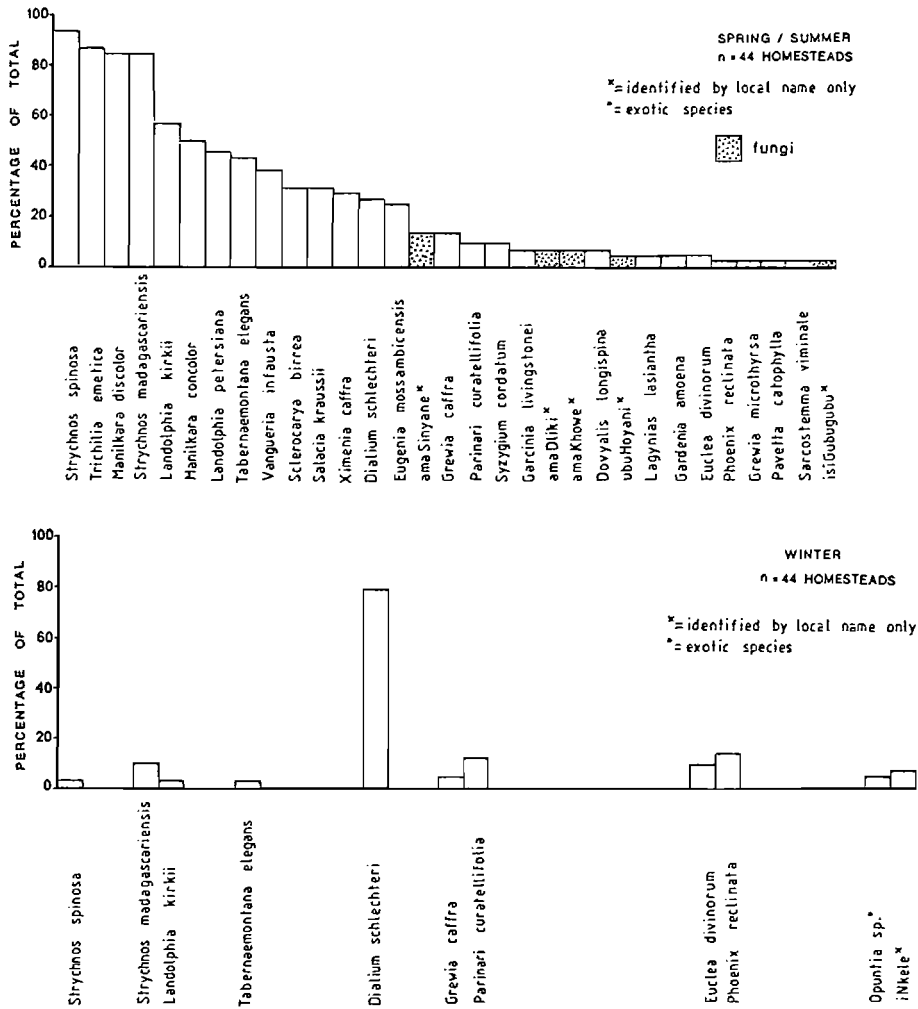 100
80
60
40
20
0
PERCENTAGE OF TOTAL
SPRING / SUMMER
n = 44 HOMESTEADS
x= identified by local name only
*= exotic species
fungi
Strychnos spinosa
Trichilia emetica
Manilkara discolor
Strychnos madagascariensis
Landolphia kirkii
Manilkara concolor
Landolphia petersiana
Tabernaemontana elegans
Vangueria infausta
Sclerocarya birrea
Salacia kraussii
Ximenia caffra
Dialium schlechteri
Eugenia mossambicensis
amaSinyane x
Grewia caffra
Parinari curatellifolia
Syzygium cordatum
Garcinia livingstonei
amaDliki x
amaKhowe x
Dovyalis longispina
ubuHoyani x
Lagynias lasiantha
Gardenia amoena
Euclea divinorum
Phoenix reclinata
Grewia microthyrsa
Pavetta catophylla
Sarcostemma viminale
isiGubugubu x
100
80
60
40
20
0
PERCENTAGE OF TOTAL
WINTER
n = 44 HOMESTEADS
x= identified by local name only
*= exotic species
Strychnos spinosa
Strychnos madagascariensis
Landolphia kirkii
Tabernaemontana elegans
Dialium schlechteri
Grewia caffra
Parinari curatellifolia
Euclea divinorum
Phoenix reclinata
Opuntia sp.*
iNkele x